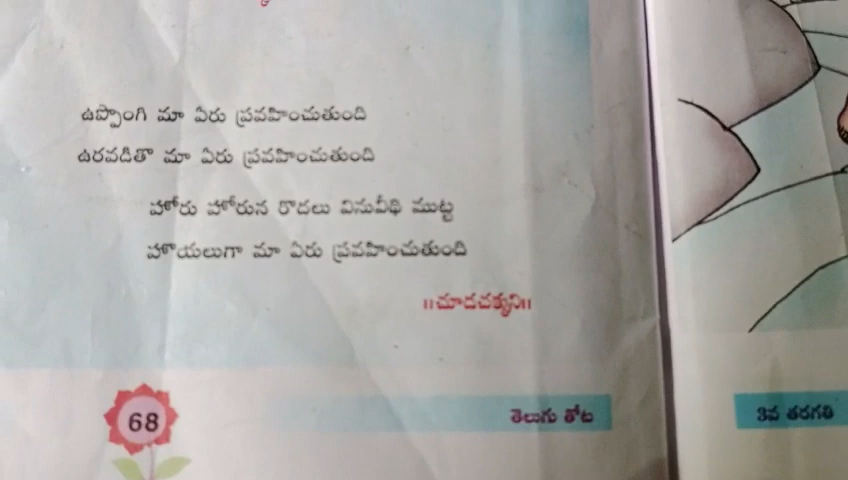 ఉప్పొంగి మా ఏరు ప్రవహించుతుంది
ఉరవడితొ మా ఏరు ప్రవహించుతుంది
హోరు హోరున రొదలు వినువీథి ముట్ట
హొయలుగా మా ఏరు ప్రవహించుతుంది
॥చూడచక్కని॥
68
తెలుగు తోట
3వ తరగతి